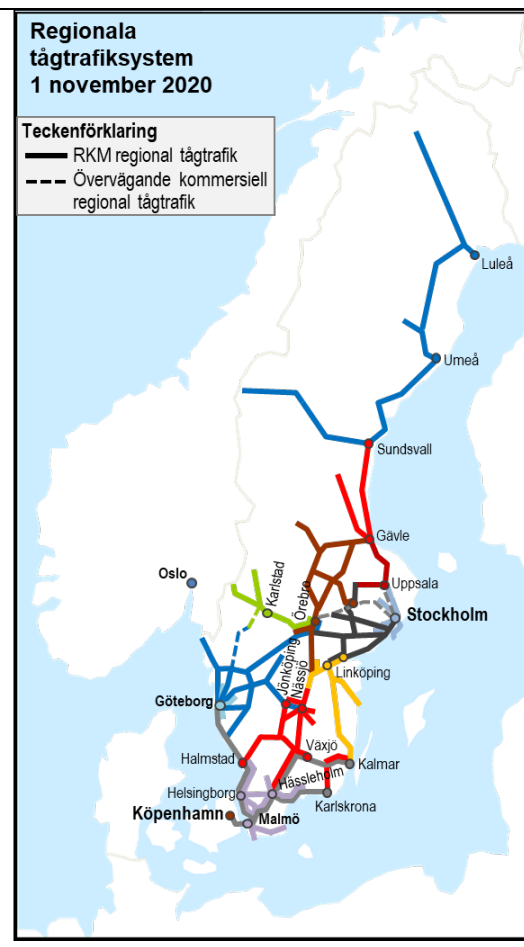 Regionala
tågtrafiksystem
1 november 2020
Teckenförklaring
RKM regional tågtrafik
Övervägande kommersiell
regional tågtrafik
Luleå
Umeå
Sundsvall
Gävle
Oslo
Karlstad
Örebro
Uppsala
Stockholm
Jönköping
Nässjö
Linköping
Göteborg
Växjö
Halmstad
Kalmar
Hässleholm
Helsingborg
Karlskrona
Köpenhamn
Malmö